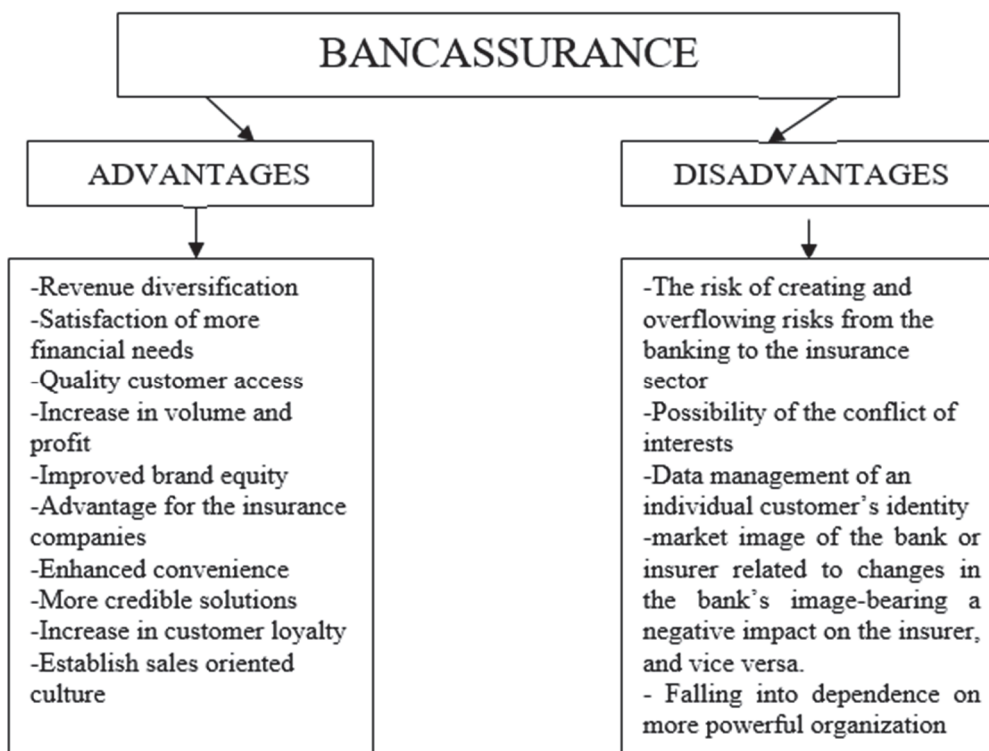 BANCASSURANCE
ADVANTAGES
-Revenue diversification
-Satisfaction of more
financial needs
-Quality customer access
-Increase in volume and
profit
-Improved brand equity
-Advantage for the insurance
companies
-Enhanced convenience
-More credible solutions
-Increase in customer loyalty
-Establish sales oriented
culture
DISADVANTAGES
-The risk of creating and
overflowing risks from the
banking to the insurance
sector
-Possibility of the conflict of
interests
-Data management of an
individual customer’s identity
-market image of the bank or
insurer related to changes in
the bank’s image-bearing a
negative impact on the insurer,
and vice versa.
- Falling into dependence on
more powerful organization